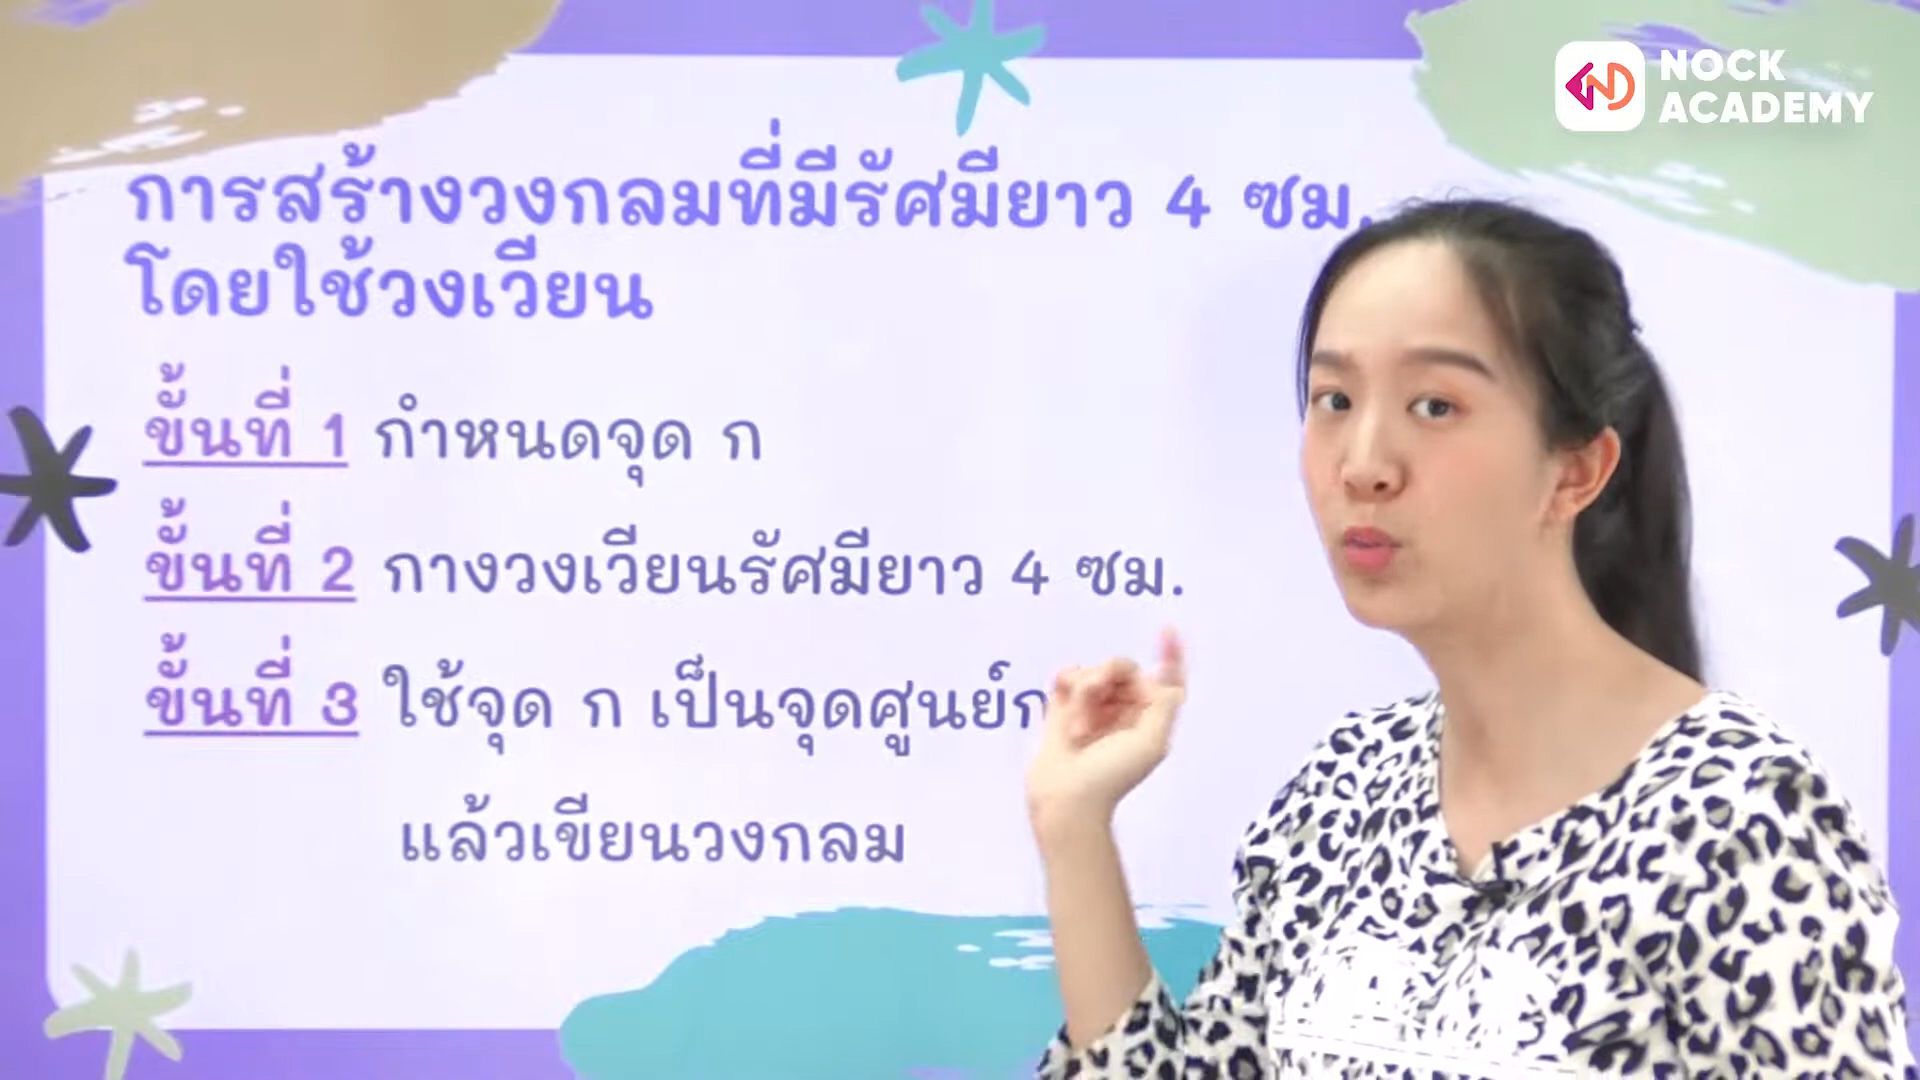 การสร้างวงกลมที่มีรัศมียาว 4 ซม.
โดยใช้วงเวียน
ขั้นที่ 1 กำหนดจุด ก
ขั้นที่ 2 กางวงเวียนรัศมียาว 4 ซม.
ขั้นที่ 3 ใช้จุด ก เป็นจุดศูนย์ก
แล้วเขียนวงกลม
NOCK
ACADEMY